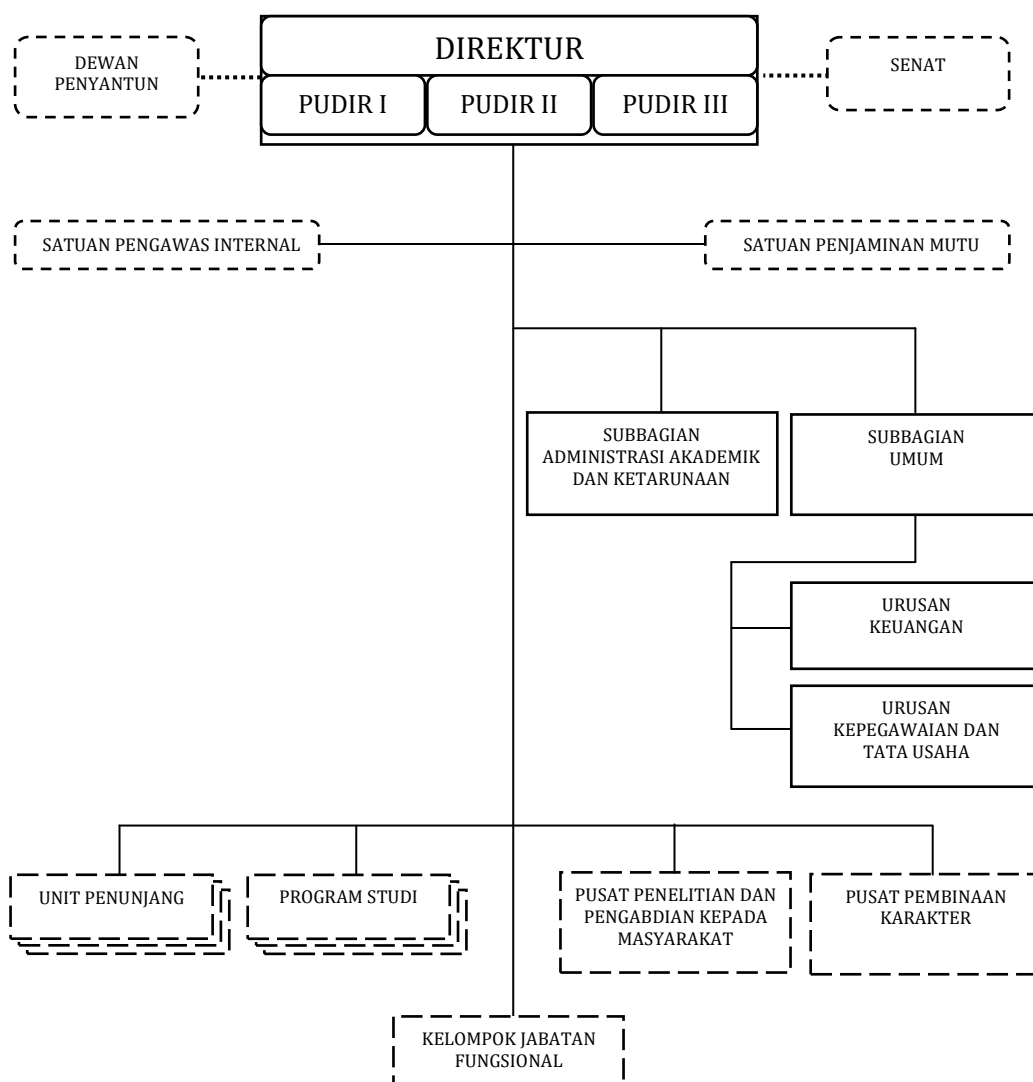 DEWAN
PENYANTUN
DIREKTUR
SENAT
PUDIR I
PUDIR II
PUDIR III
SATUAN PENGAWAS INTERNAL
SATUAN PENJAMINAN MUTU
SUBBAGIAN
ADMINISTRASI AKADEMIK
DAN KETARUNAAN
SUBBAGIAN
UMUM
URUSAN
KEUANGAN
URUSAN
KEPEGAWAIAN DAN
TATA USAHA
UNIT PENUNJANG
PROGRAM STUDI
PUSAT PENELITIAN DAN
PENGABDIAN KEPADA
MASYARAKAT
PUSAT PEMBINAAN
KARAKTER
KELOMPOK JABATAN
FUNGSIONAL